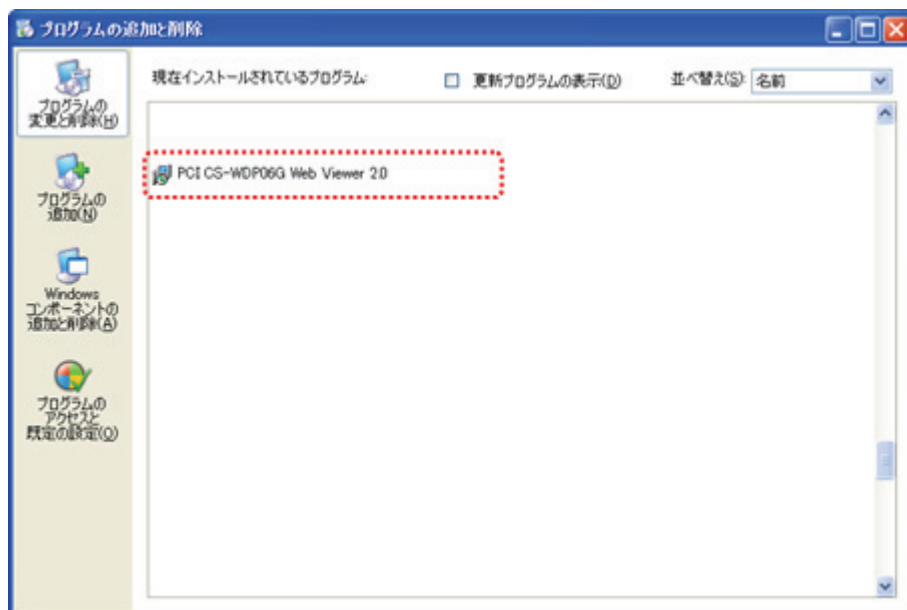 プログラムの追加と削除
プログラムの
変更と削除(H)
プログラムの
追加(N)
Windows
コンポーネントの
追加と削除(A)
プログラムの
アクセスと
既定の設定(O)
現在インストールされているプログラム:
更新プログラムの表示(D)
並べ替え(S):
名前
PCI CS-WDP06G Web Viewer 2.0